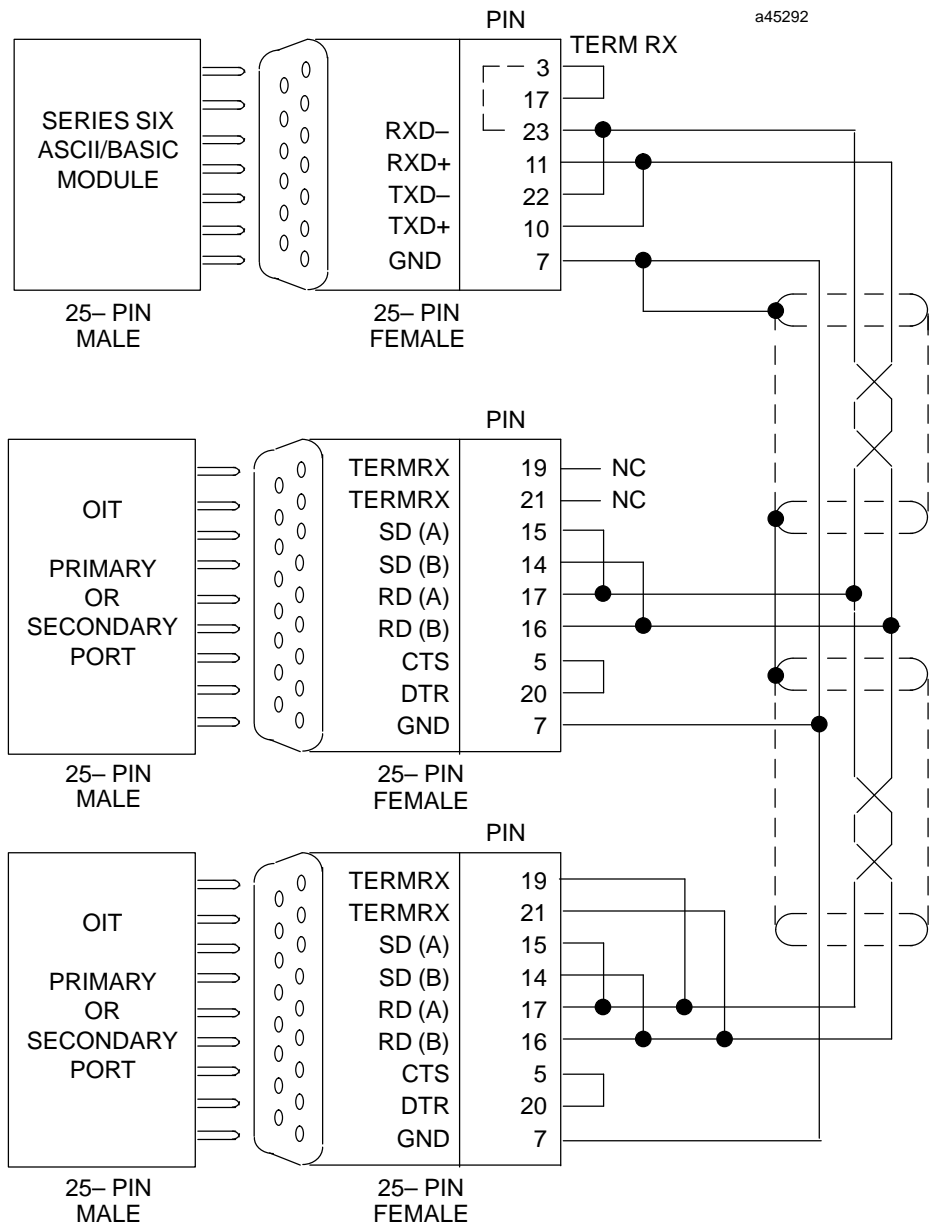 a45292
PIN
TERM RX
SERIES SIX
ASCII/BASIC
MODULE
3
17
RXD– 23
RXD+ 11
TXD– 22
TXD+ 10
GND 7
25– PIN
MALE
25– PIN
FEMALE
PIN
OIT
PRIMARY
OR
SECONDARY
PORT
TERMRX 19 NC
TERMRX 21 NC
SD (A) 15
SD (B) 14
RD (A) 17
RD (B) 16
CTS 5
DTR 20
GND 7
25– PIN
MALE
25– PIN
FEMALE
PIN
OIT
PRIMARY
OR
SECONDARY
PORT
TERMRX 19
TERMRX 21
SD (A) 15
SD (B) 14
RD (A) 17
RD (B) 16
CTS 5
DTR 20
GND 7
25– PIN
MALE
25– PIN
FEMALE